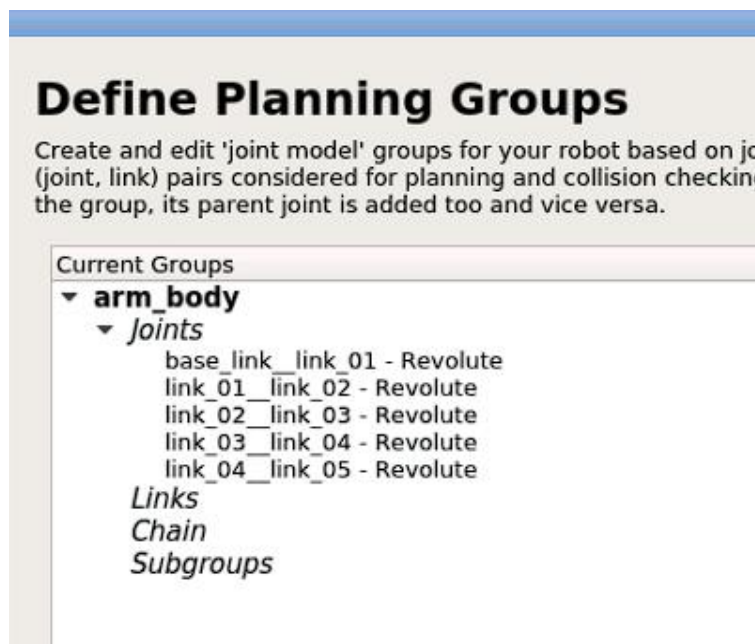 Define Planning Groups
Create and edit 'joint model' groups for your robot based on
(joint, link) pairs considered for planning and collision
the group, its parent joint is added too and vice versa.
Current Groups
arm_body
Joints
base_link__link_01 - Revolute
link_01__link_02 - Revolute
link_02__link_03 - Revolute
link_03__link_04 - Revolute
link_04__link_05 - Revolute
Links
Chain
Subgroups